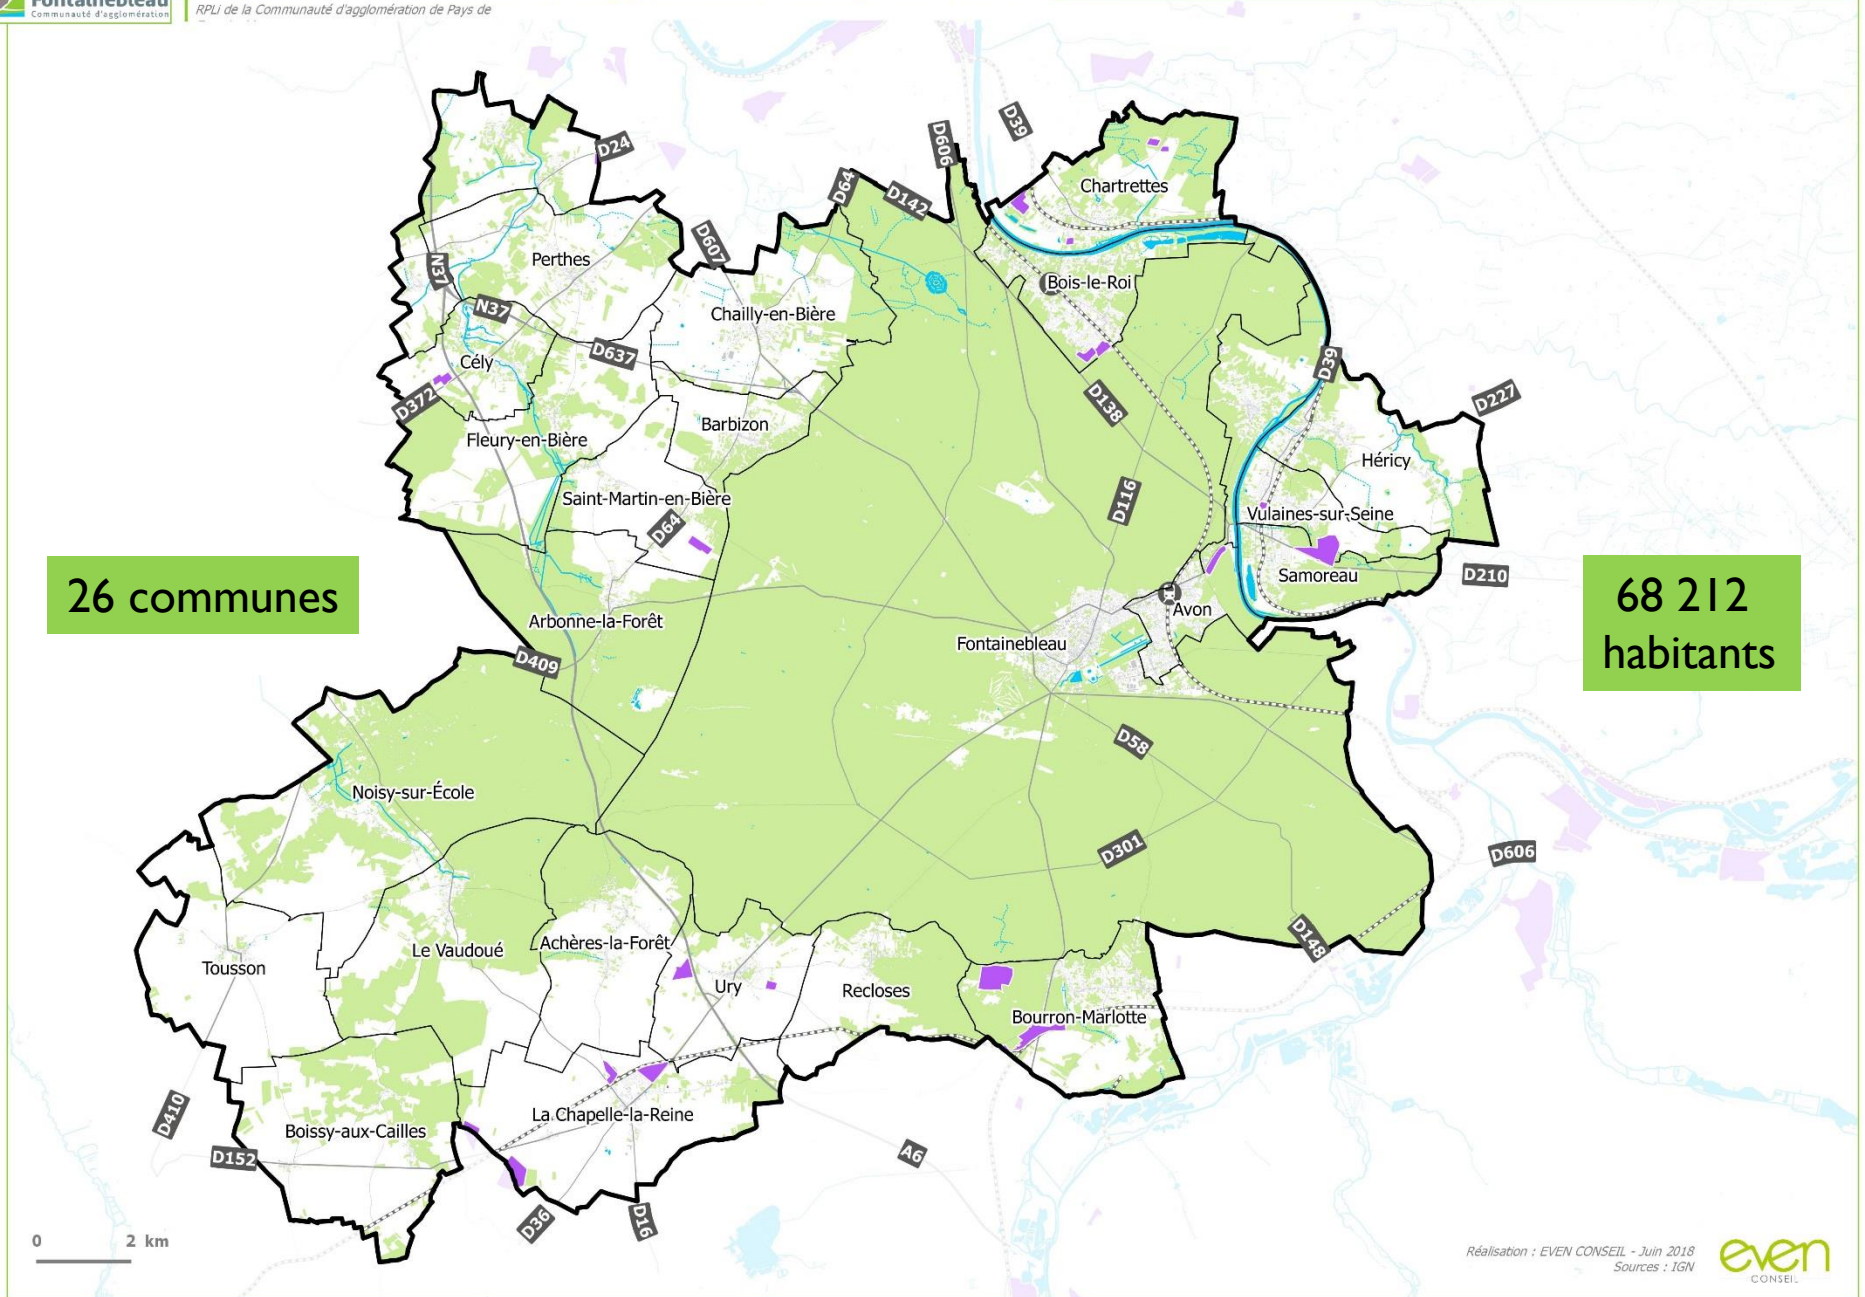 Fontainebleau
Communauté d'agglomération
RPLi de la Communauté d'agglomération de Pays de
D39
D606
D24
D64
D142
Chartrettes
D607
Perthes
N37
Bois-le-Roi
N37
Chailly-en-Bière
D637
Cély
D39
D372
D138
D227
Barbizon
Fleury-en-Bière
Héricy
Saint-Martin-en-Bière
D116
Vulaines-sur-Seine
D64
26 communes
Samoreau
D210
68 212
habitants
Avon
Arbonne-la-Forêt
Fontainebleau
D409
D58
Noisy-sur-École
D301
D606
D148
Le Vaudoué
Achères-la-Forêt
Tousson
Ury
Recloses
Bourron-Marlotte
D410
La Chapelle-la-Reine
Boissy-aux-Cailles
D152
A6
D36
D16
0 2 km
Réalisation : EVEN CONSEIL - Juin 2018
Sources : IGN
even
CONSEIL